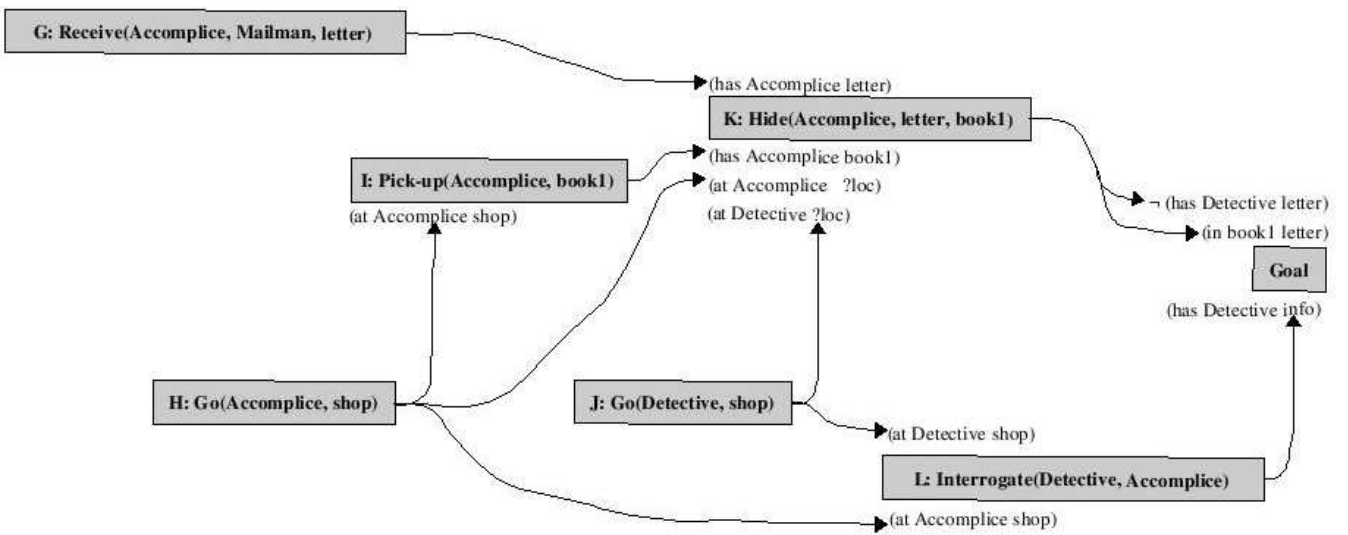 G: Receive(Accomplice, Mailman, letter)
(has Accomplice letter)
K: Hide(Accomplice, letter, book1)
(has Accomplice book1)
I: Pick-up(Accomplice, book1)
(at Accomplice ?loc)
(at Accomplice shop)
(at Detective ?loc)
¬ (has Detective letter)
(in book1 letter)
Goal
(has Detective info)
H: Go(Accomplice, shop)
J: Go(Detective, shop)
(at Detective shop)
L: Interrogate(Detective, Accomplice)
(at Accomplice shop)